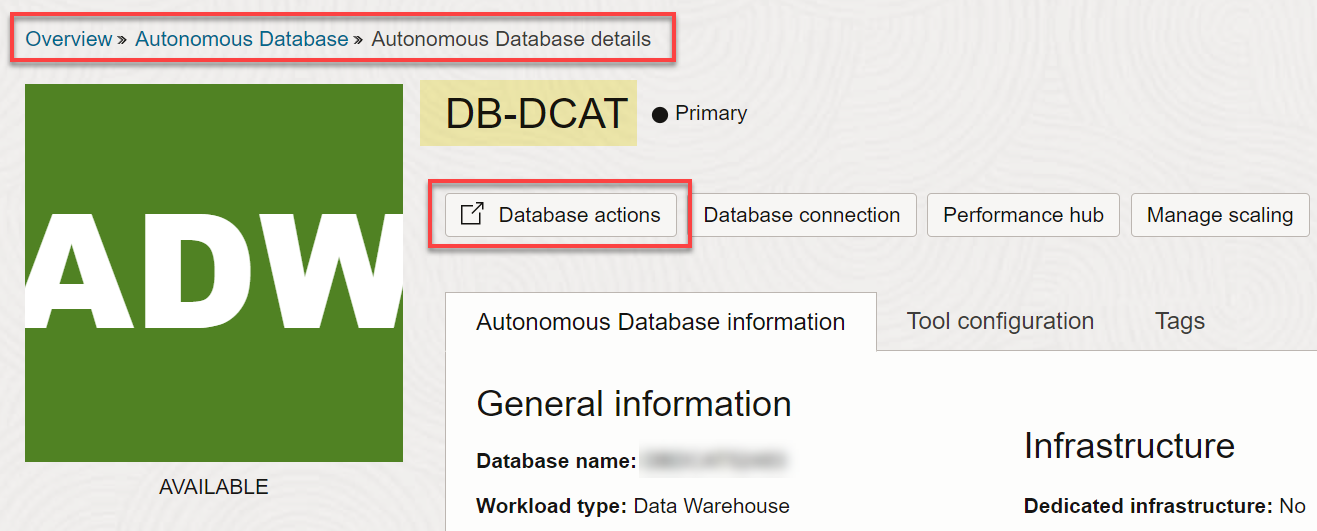 Overview » Autonomous Database » Autonomous Database details
ADW
AVAILABLE
DB-DCAT ● Primary
Database actions Database connection Performance hub Manage scaling
Autonomous Database information Tool configuration Tags
General information
Database name:
Workload type: Data Warehouse
Infrastructure
Dedicated infrastructure: No